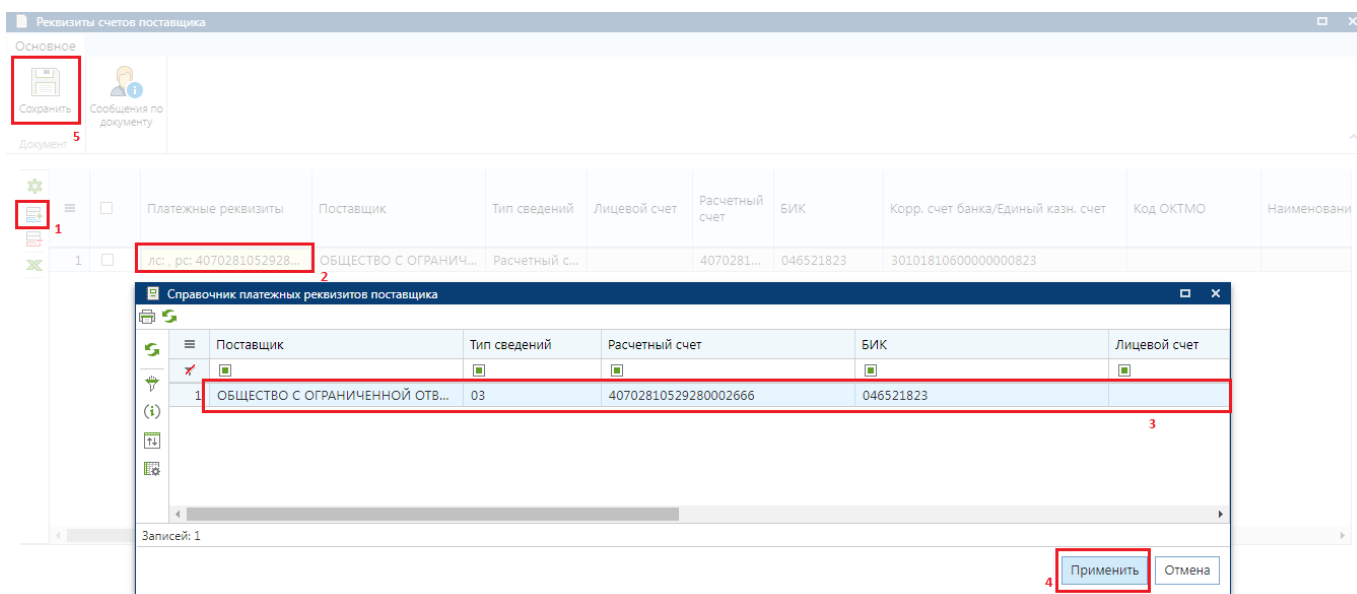 Реквизиты счетов поставщика
Основное
Сохранить
Сообщения по документу
Документ
5
1
Платежные реквизиты Поставщик Тип сведений Лицевой счет Расчетный счет БИК Корр. счет банка/Единый казн. счет Код ОКТМО Наименовани
1 лс: , рс: 4070281052928... ОБЩЕСТВО С ОГРАНИЧ... Расчетный с... 4070281... 046521823 30101810600000000823
2
Справочник платежных реквизитов поставщика
Поставщик Тип сведений Расчетный счет БИК Лицевой счет
1 ОБЩЕСТВО С ОГРАНИЧЕННОЙ ОТВ... 03 40702810529280002666 046521823
3
Записей: 1
4
Применить Отмена